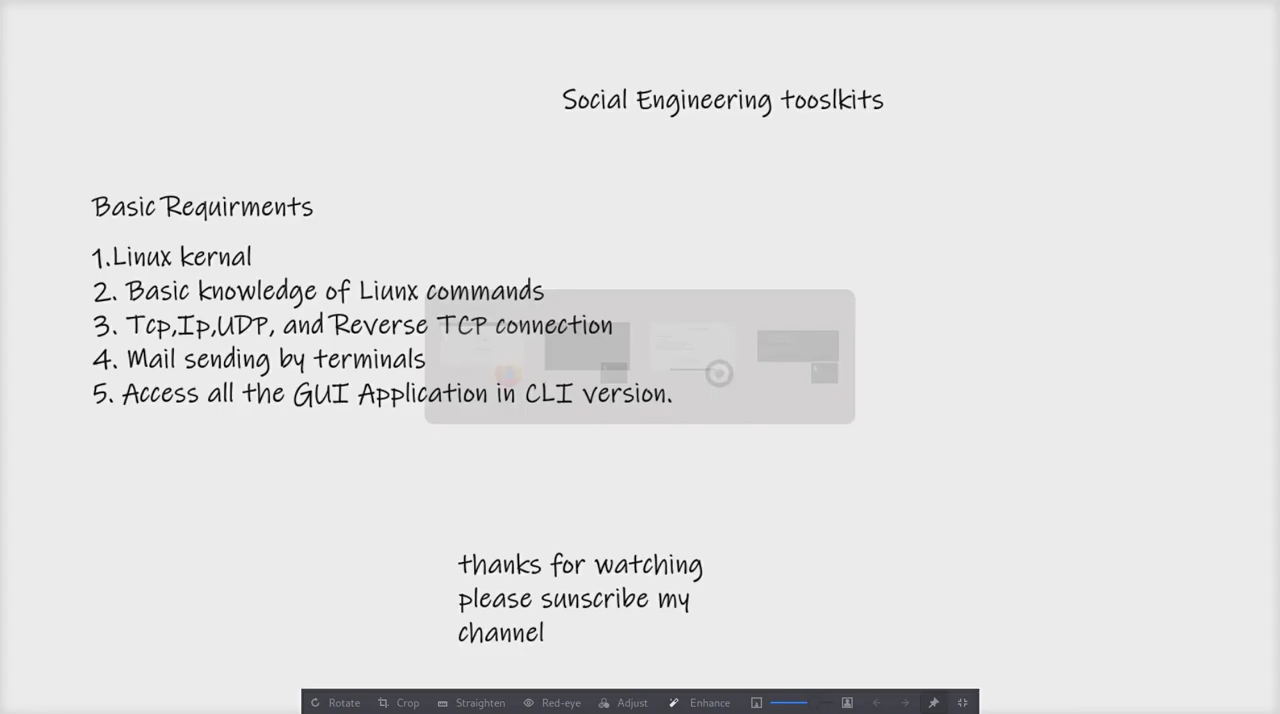 Social Engineering tooslkits
Basic Requirments
1.Linux kernal
2. Basic knowledge of Liunx commands
3. Tcp,Ip,UDP, and Reverse TCP connection
4. Mail sending by terminals
5. Access all the GUI Application in CLI version.
thanks for watching
please sunscribe my
channel
Rotate Crop Straighten Red-eye Adjust Enhance